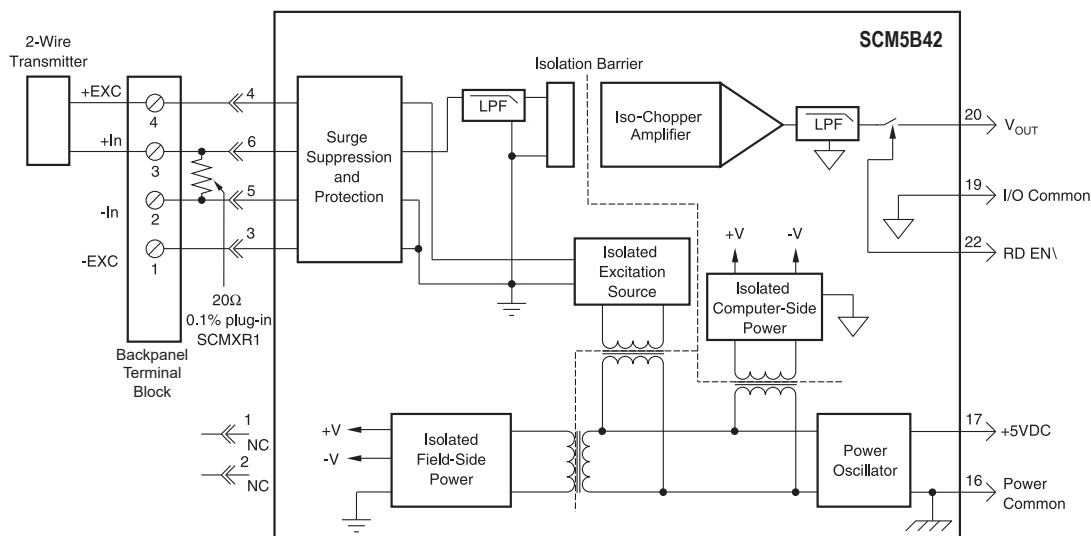 SCM5B42
2-Wire
Transmitter
+EXC
+In
-In
-EXC
4
3
2
1
4
6
5
3
20Ω
0.1% plug-in
SCMXR1
Backpanel
Terminal
Block
Surge
Suppression
and
Protection
LPF
Isolation Barrier
Iso-Chopper
Amplifier
LPF
20
VOUT
19
I/O Common
22
RD EN\
Isolated
Excitation
Source
+V
-V
Isolated
Computer-Side
Power
1
NC
2
NC
+V
-V
Isolated
Field-Side
Power
Power
Oscillator
17
+5VDC
16
Power
Common